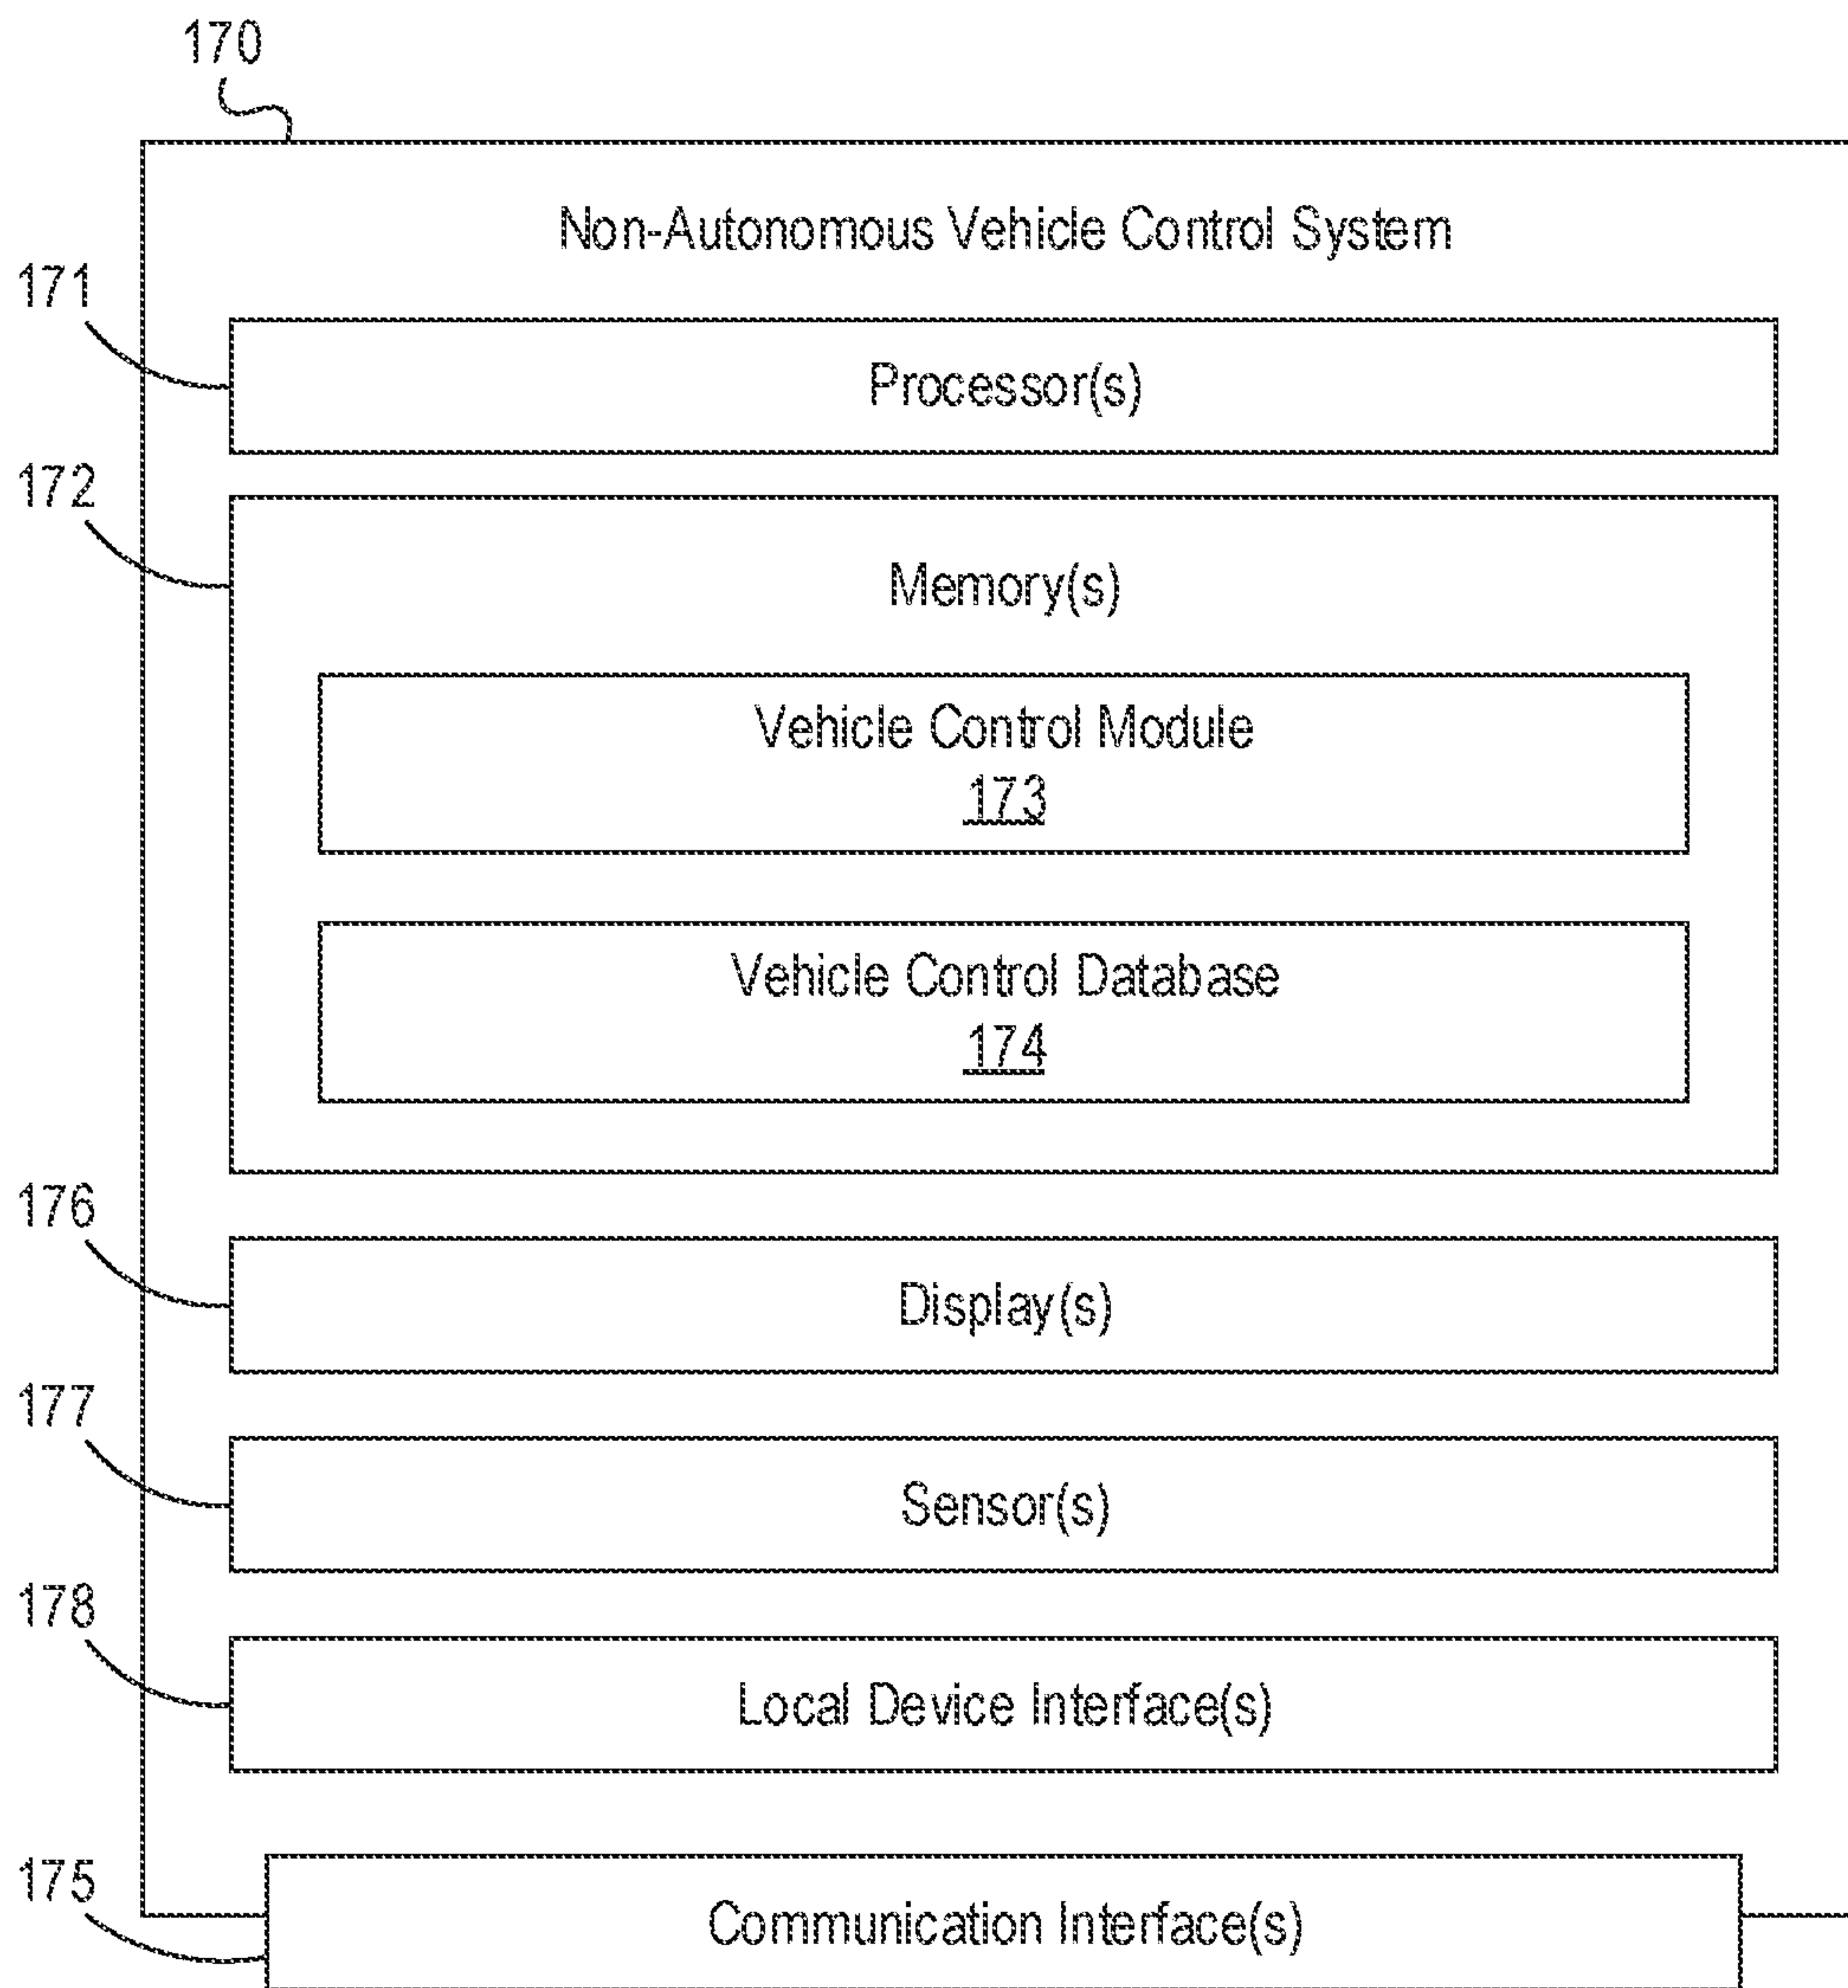 170
Non-Autonomous Vehicle Control System
171
Processor(s)
172
Memory(s)
Vehicle Control Module
173
Vehicle Control Database
174
176
Display(s)
177
Sensor(s)
178
Local Device Interface(s)
175
Communication Interface(s)